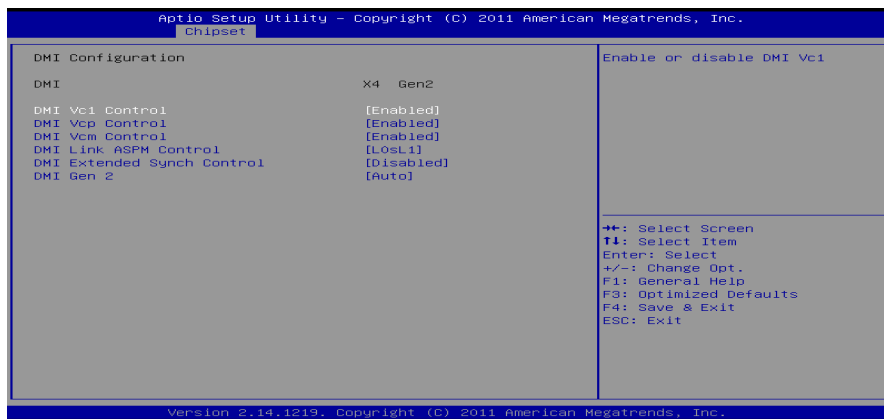 Aptio Setup Utility - Copyright (C) 2011 American Megatrends, Inc.
Chipset
DMI Configuration
DMI X4 Gen2
DMI Vc1 Control [Enabled]
DMI Vcp Control [Enabled]
DMI Vcm Control [Enabled]
DMI Link ASPM Control [L0sL1]
DMI Extended Synch Control [Disabled]
DMI Gen 2 [Auto]
Enable or disable DMI Vc1
→←: Select Screen
↑↓: Select Item
Enter: Select
+/-: Change Opt.
F1: General Help
F3: Optimized Defaults
F4: Save & Exit
ESC: Exit
Version 2.14.1219. Copyright (C) 2011 American Megatrends, Inc.